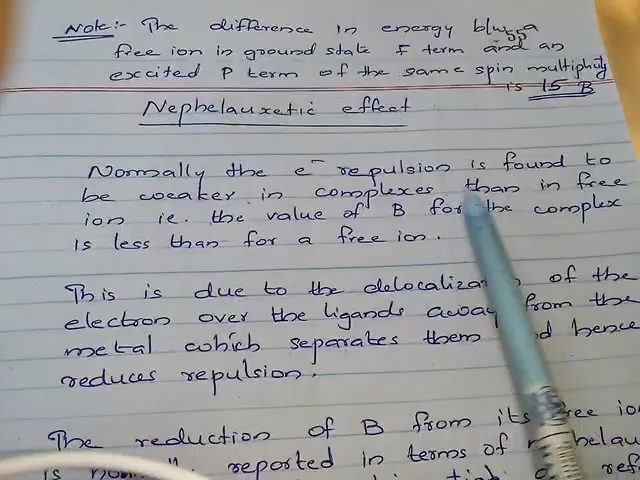 Note:- The difference in energy b/w a
free ion in ground state F term and an
excited P term of the same spin multiplicity
is 15 B
Nephelauxetic effect
Normally the e⁻ repulsion is found to
be weaker in complexes than in free
ion ie. the value of B for the complex
is less than for a free ion.
This is due to the of the
electron over the ligands away from the
metal which separates them hence
reduces repulsion.
The reduction of B from its free
is reported in terms of